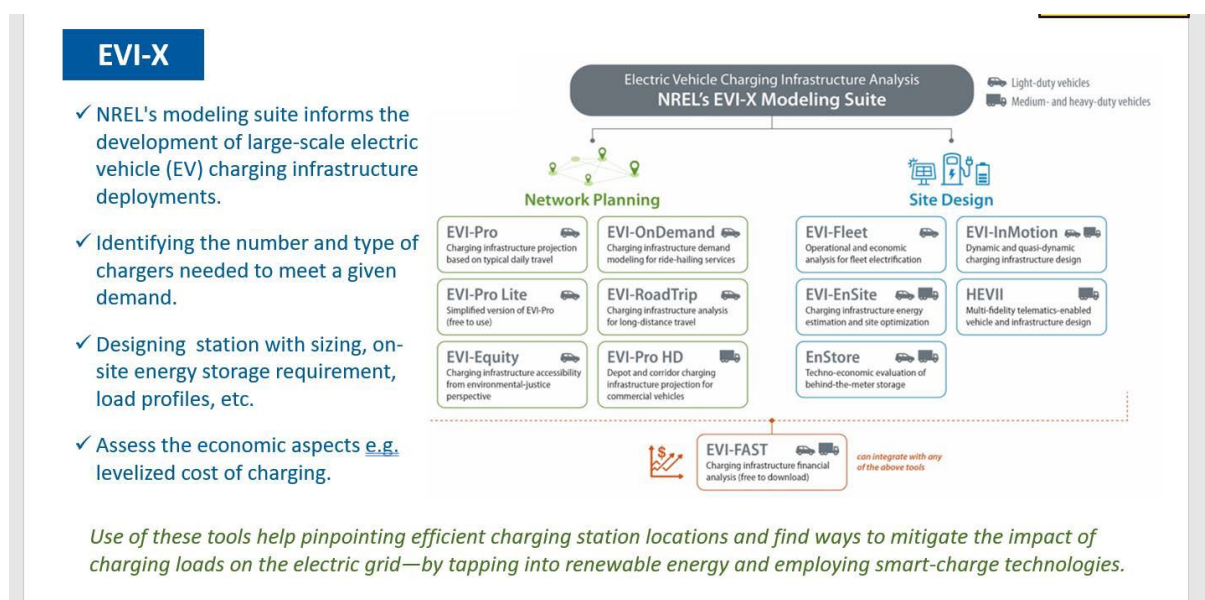 EVI-X
✓ NREL's modeling suite informs the
development of large-scale electric
vehicle (EV) charging infrastructure
deployments.
✓ Identifying the number and type of
chargers needed to meet a given
demand.
✓ Designing station with sizing, on-
site energy storage requirement,
load profiles, etc.
✓ Assess the economic aspects e.g.
levelized cost of charging.
Electric Vehicle Charging Infrastructure Analysis
NREL's EVI-X Modeling Suite
Light-duty vehicles
Medium- and heavy-duty vehicles
Network Planning
EVI-Pro
Charging infrastructure projection
based on typical daily travel
EVI-OnDemand
Charging infrastructure demand
modeling for ride-hailing services
EVI-Pro Lite
Simplified version of EVI-Pro
(free to use)
EVI-RoadTrip
Charging infrastructure analysis
for long-distance travel
EVI-Equity
Charging infrastructure accessibility
from environmental-justice
perspective
EVI-Pro HD
Depot and corridor charging
infrastructure projection for
commercial vehicles
Site Design
EVI-Fleet
Operational and economic
analysis for fleet electrification
EVI-InMotion
Dynamic and quasi-dynamic
charging infrastructure design
EVI-EnSite
Charging infrastructure energy
estimation and site optimization
HEVII
Multi-fidelity telematics-enabled
vehicle and infrastructure design
EnStore
Techno-economic evaluation of
behind-the-meter storage
$
EVI-FAST
Charging infrastructure financial
analysis (free to download)
can integrate with any
of the above tools
Use of these tools help pinpointing efficient charging station locations and find ways to mitigate the impact of
charging loads on the electric grid—by tapping into renewable energy and employing smart-charge technologies.